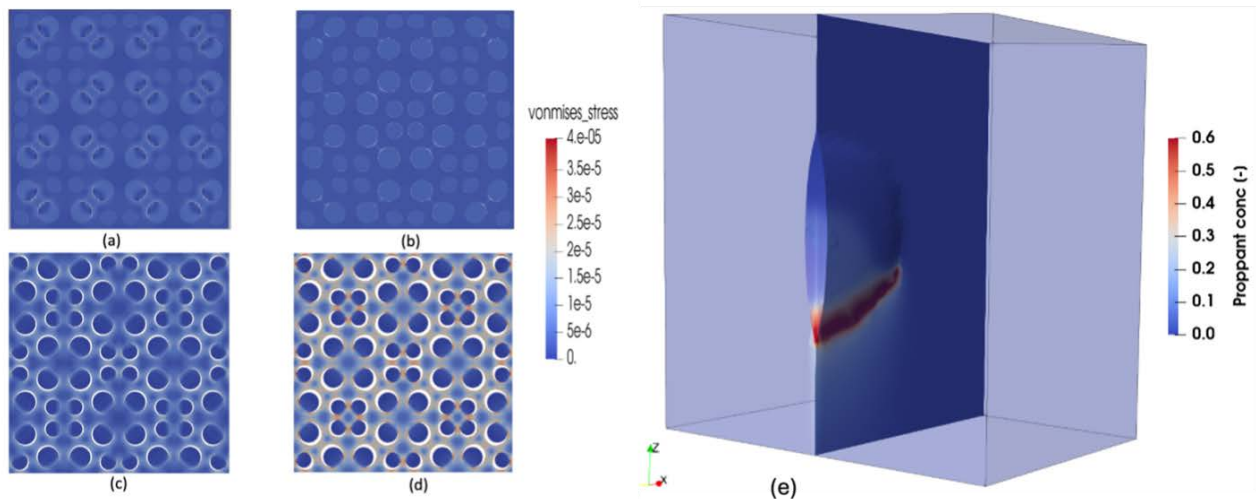 vonmises_stress
4.e-05
3.5e-5
3e-5
2.5e-5
2e-5
1.5e-5
1e-5
5e-6
0.
(a)
(b)
(c)
(d)
0.6
0.5
0.4
0.3
0.2
0.1
0.0
Proppant conc (-)
Z
X
(e)